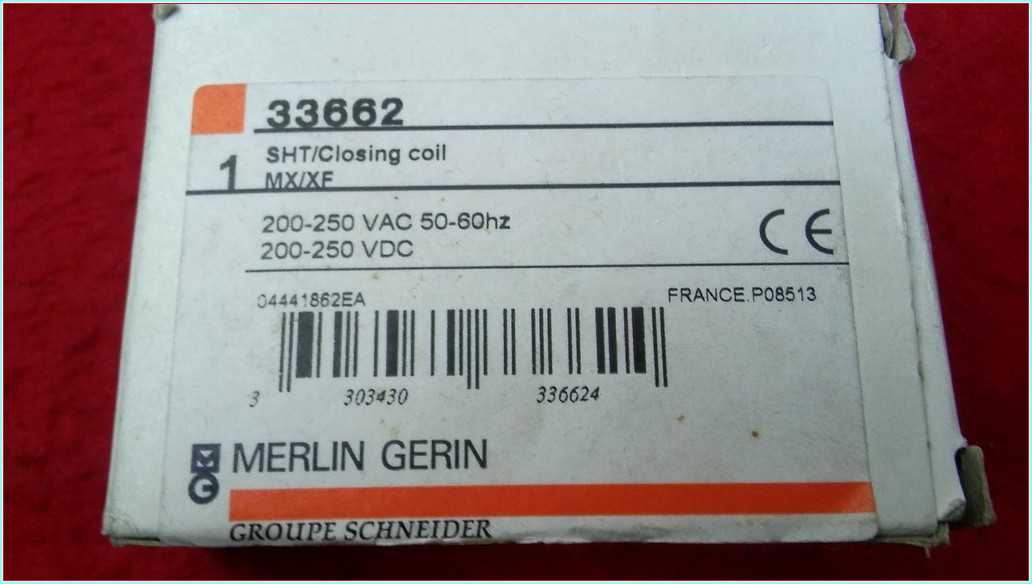 33662
1
SHT/Closing coil
MX/XF
200-250 VAC 50-60hz
200-250 VDC
CE
04441862EA
FRANCE.P08513
3 303430 336624
MERLIN GERIN
GROUPE SCHNEIDER